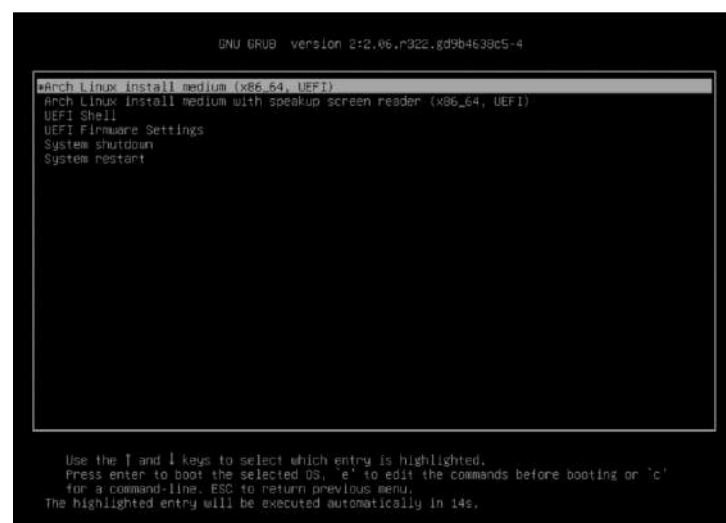 GNU GRUB  version 2:2.06.r322.gd9b4638c5-4
*Arch Linux install medium (x86_64, UEFI)
Arch Linux install medium with speakup screen reader (x86_64, UEFI)
UEFI Shell
UEFI Firmware Settings
System shutdown
System restart
Use the ↑ and ↓ keys to select which entry is highlighted.
Press enter to boot the selected OS, `e' to edit the commands before booting or `c'
for a command-line. ESC to return previous menu.
The highlighted entry will be executed automatically in 14s.